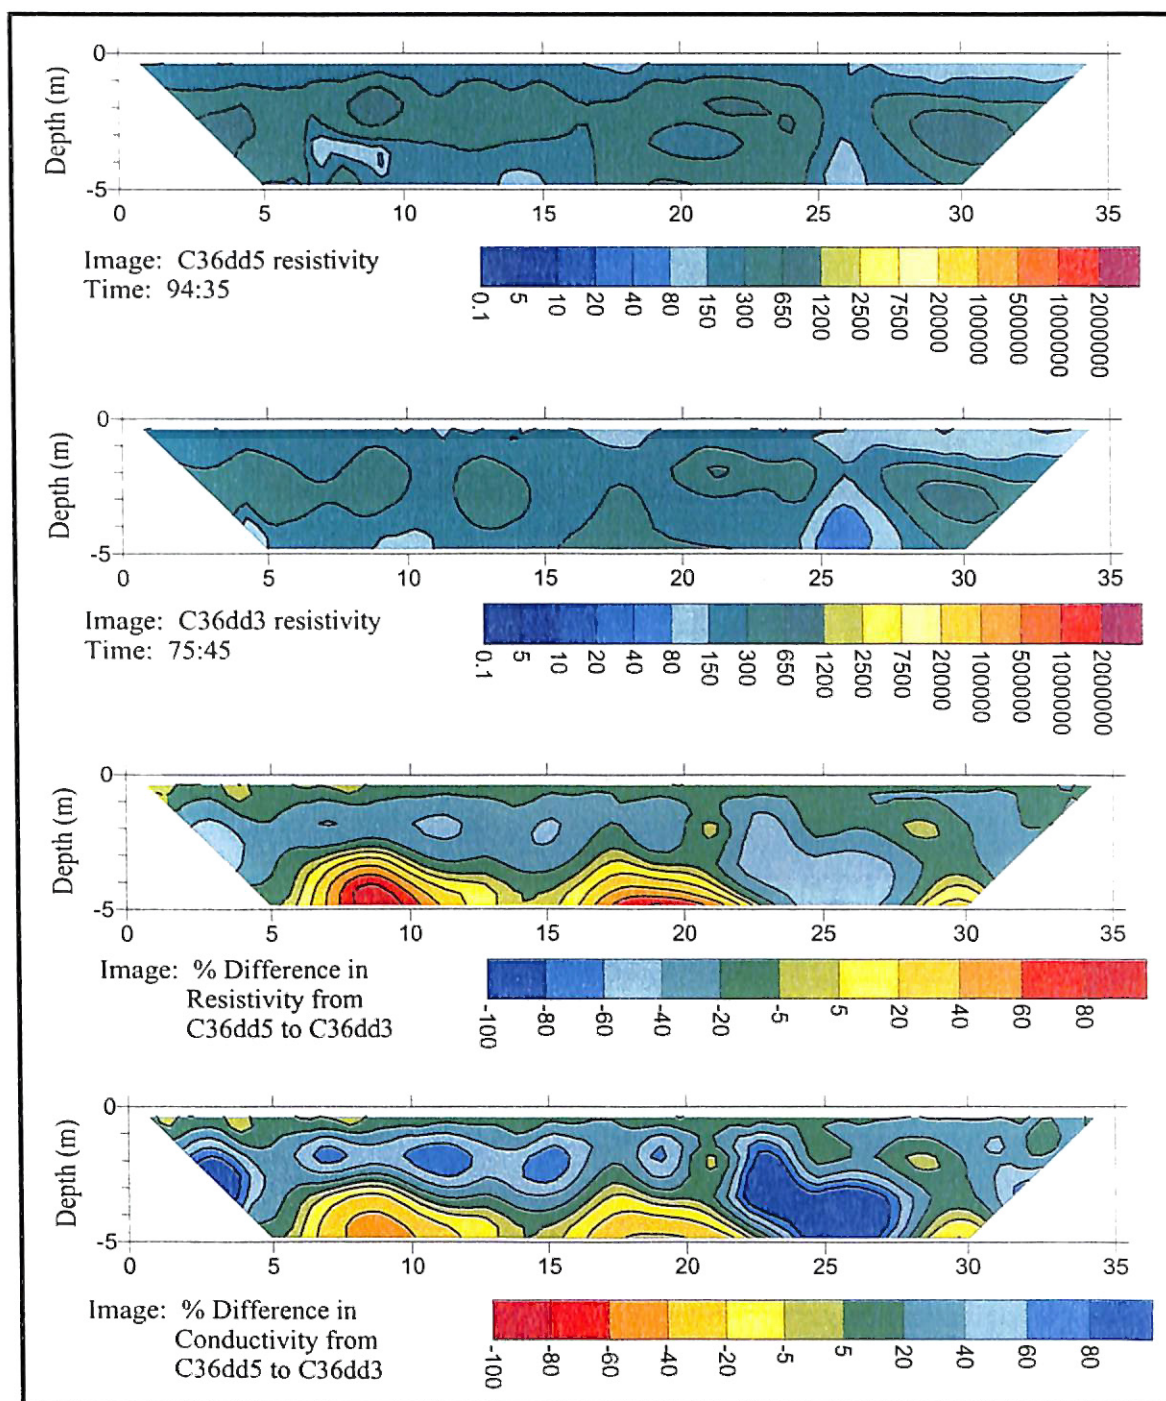 0
Depth (m)
-5
0 5 10 15 20 25 30 35
Image: C36dd5 resistivity
Time: 94:35
0.1 5 10 20 40 80 150 300 650 1200 2500 7500 20000 100000 500000 1000000 2000000
0
Depth (m)
-5
0 5 10 15 20 25 30 35
Image: C36dd3 resistivity
Time: 75:45
0.1 5 10 20 40 80 150 300 650 1200 2500 7500 20000 100000 500000 1000000 2000000
0
Depth (m)
-5
0 5 10 15 20 25 30 35
Image: % Difference in
Resistivity from
C36dd5 to C36dd3
-100 -80 -60 -40 -20 -5 5 20 40 60 80
0
Depth (m)
-5
0 5 10 15 20 25 30 35
Image: % Difference in
Conductivity from
C36dd5 to C36dd3
-100 -80 -60 -40 -20 -5 5 20 40 60 80